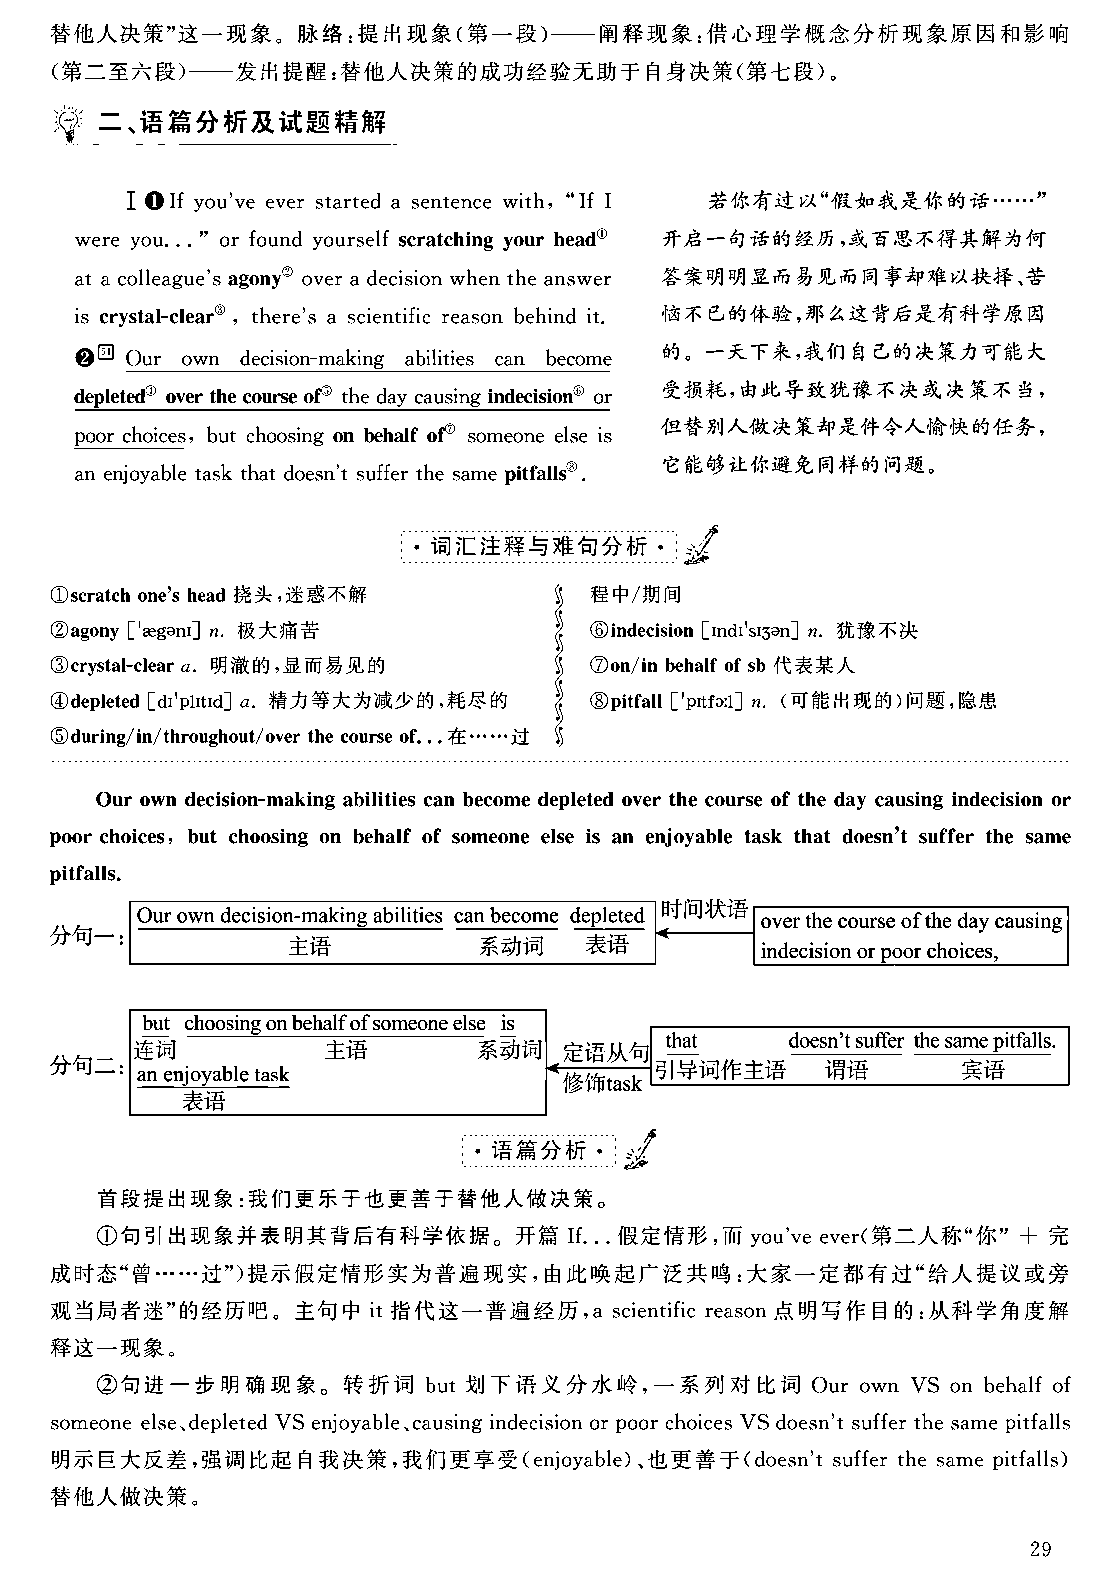 替他人决策”这一现象。脉络:提出现象(第一段)——阐释现象:借心理学概念分析现象原因和影响
(第二至六段)——发出提醒:替他人决策的成功经验无助于自身决策(第七段)。
二、语篇分析及试题精解
Ⅰ ❶If you've ever started a sentence with, “If I
were you...” or found yourself scratching your head①
at a colleague's agony② over a decision when the answer
is crystal-clear③, there's a scientific reason behind it.
❷51 Our own decision-making abilities can become
depleted④ over the course of⑤ the day causing indecision⑥ or
poor choices, but choosing on behalf of⑦ someone else is
an enjoyable task that doesn't suffer the same pitfalls⑧.
若你有过以“假如我是你的话……”
开启一句话的经历,或百思不得其解为何
答案明明显而易见而同事却难以抉择、苦
恼不已的体验,那么这背后是有科学原因
的。一天下来,我们自己的决策力可能大
受损耗,由此导致犹豫不决或决策不当,
但替别人做决策却是件令人愉快的任务,
它能够让你避免同样的问题。
·词汇注释与难句分析·
①scratch one's head 挠头,迷惑不解
②agony [ˈægənɪ] n. 极大痛苦
③crystal-clear a. 明澈的,显而易见的
④depleted [dɪˈplɪtɪd] a. 精力等大为减少的,耗尽的
⑤during/in/throughout/over the course of... 在……过
程中/期间
⑥indecision [ɪndɪˈsɪʒən] n. 犹豫不决
⑦on/in behalf of sb 代表某人
⑧pitfall [ˈpɪtfɔːl] n. (可能出现的)问题,隐患
Our own decision-making abilities can become depleted over the course of the day causing indecision or
poor choices, but choosing on behalf of someone else is an enjoyable task that doesn't suffer the same
pitfalls.
分句一: Our own decision-making abilities can become depleted 时间状语 over the course of the day causing
主语 系动词 表语 indecision or poor choices,
分句二: but choosing on behalf of someone else is
连词 主语 系动词
an enjoyable task
表语
定语从句
修饰task
that doesn't suffer the same pitfalls.
引导词作主语 谓语 宾语
·语篇分析·
首段提出现象:我们更乐于也更善于替他人做决策。
①句引出现象并表明其背后有科学依据。开篇 If... 假定情形,而 you've ever(第二人称“你” + 完
成时态“曾……过”)提示假定情形实为普遍现实,由此唤起广泛共鸣:大家一定都有过“给人提议或旁
观当局者迷”的经历吧。主句中 it 指代这一普遍经历,a scientific reason 点明写作目的:从科学角度解
释这一现象。
②句进一步明确现象。转折词 but 划下语义分水岭,一系列对比词 Our own VS on behalf of
someone else、depleted VS enjoyable、causing indecision or poor choices VS doesn't suffer the same pitfalls
明示巨大反差,强调比起自我决策,我们更享受(enjoyable)、也更善于(doesn't suffer the same pitfalls)
替他人做决策。
29